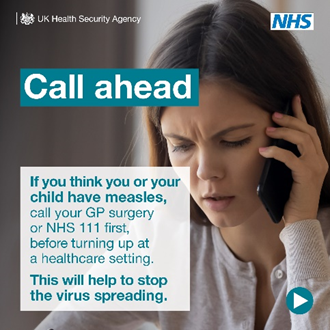 UK Health Security Agency
NHS
Call ahead
If you think you or your
child have measles,
call your GP surgery
or NHS 111 first,
before turning up at
a healthcare setting.
This will help to stop
the virus spreading.